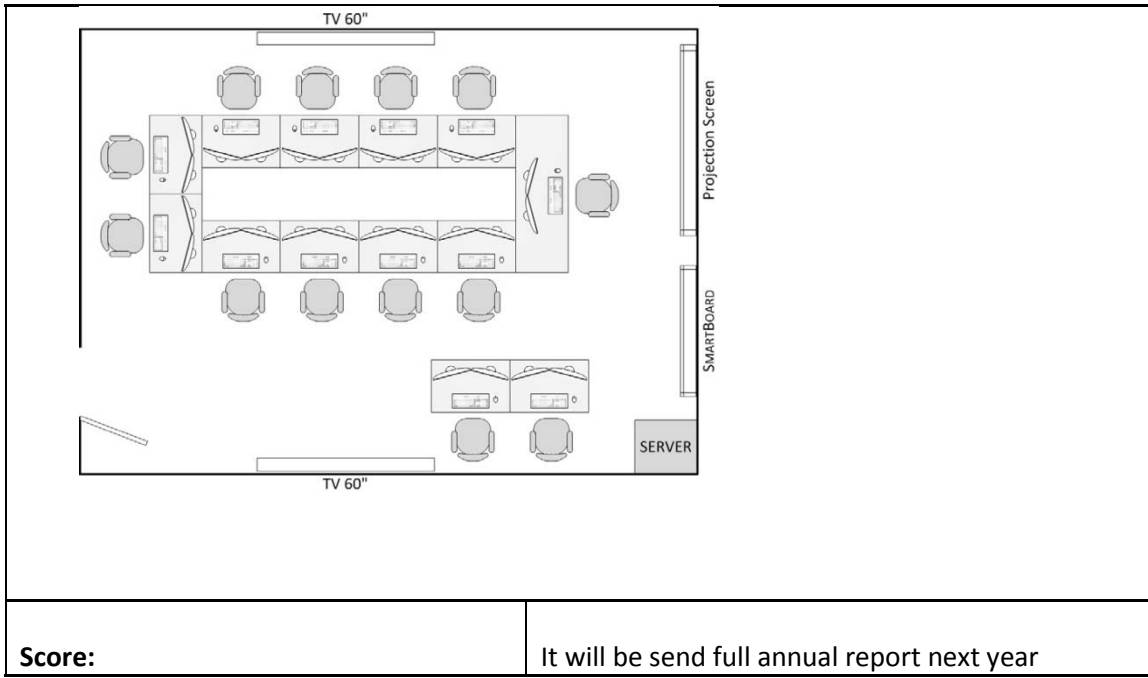 TV 60"
Projection Screen
SMARTBOARD
SERVER
TV 60"
Score:
It will be send full annual report next year